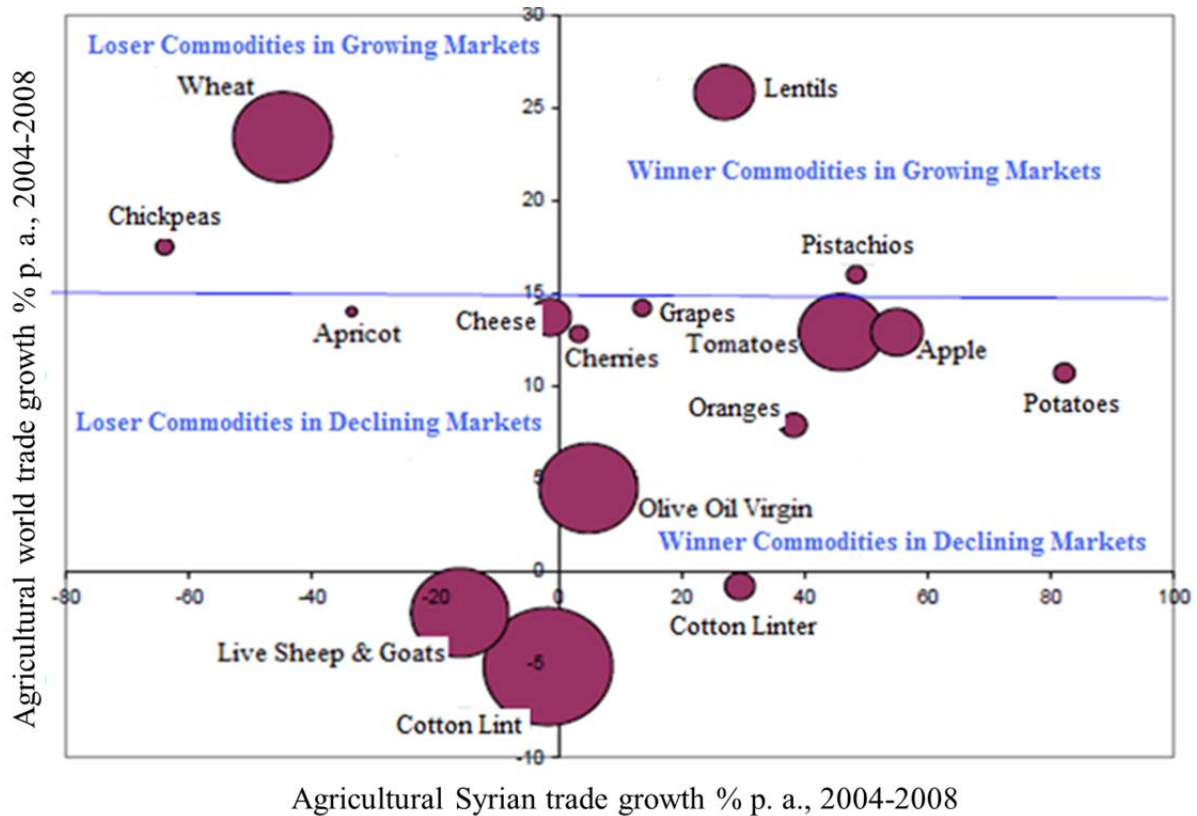 30
Loser Commodities in Growing Markets
Wheat
25
Lentils
Winner Commodities in Growing Markets
20
Chickpeas
Pistachios
15
Apricot
Cheese
Grapes
Cherries
Tomatoes
Apple
10
Potatoes
Oranges
Loser Commodities in Declining Markets
5
Olive Oil Virgin
Winner Commodities in Declining Markets
0
-80 -60 -40 -20 0 20 40 60 80 100
Cotton Linter
Live Sheep & Goats
-5
Cotton Lint
-10
Agricultural world trade growth % p. a., 2004-2008
Agricultural Syrian trade growth % p. a., 2004-2008